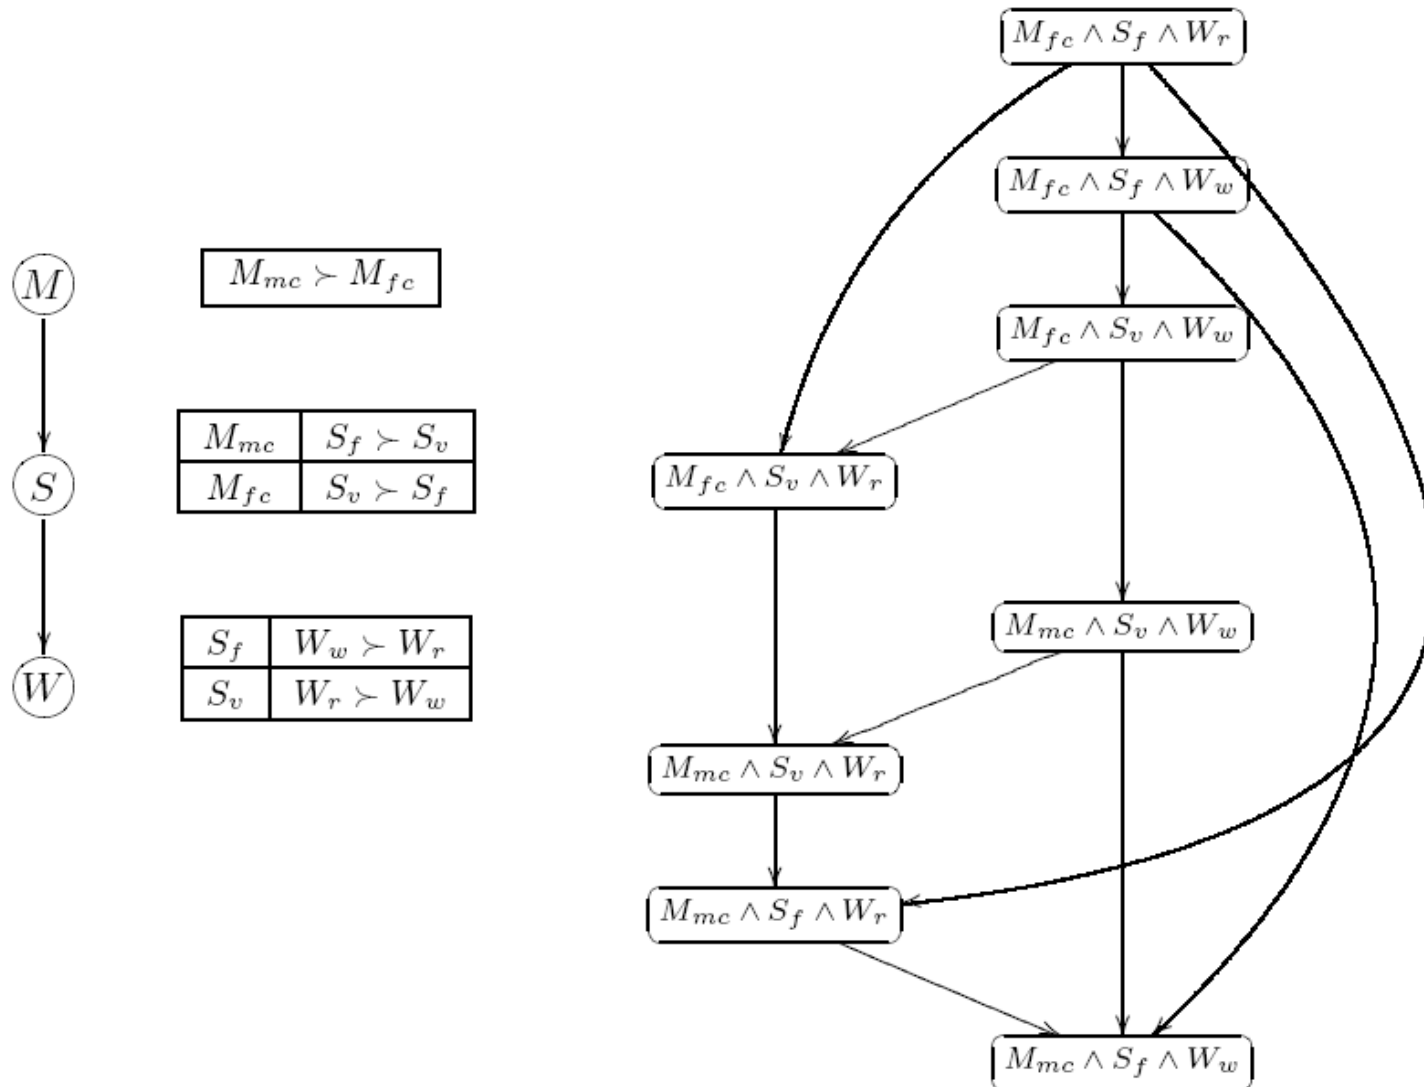 M
M_{mc} ≻ M_{fc}
S
M_{mc} S_f ≻ S_v
M_{fc} S_v ≻ S_f
W
S_f W_w ≻ W_r
S_v W_r ≻ W_w
M_{fc} ∧ S_f ∧ W_r
M_{fc} ∧ S_f ∧ W_w
M_{fc} ∧ S_v ∧ W_w
M_{fc} ∧ S_v ∧ W_r
M_{mc} ∧ S_v ∧ W_w
M_{mc} ∧ S_v ∧ W_r
M_{mc} ∧ S_f ∧ W_r
M_{mc} ∧ S_f ∧ W_w